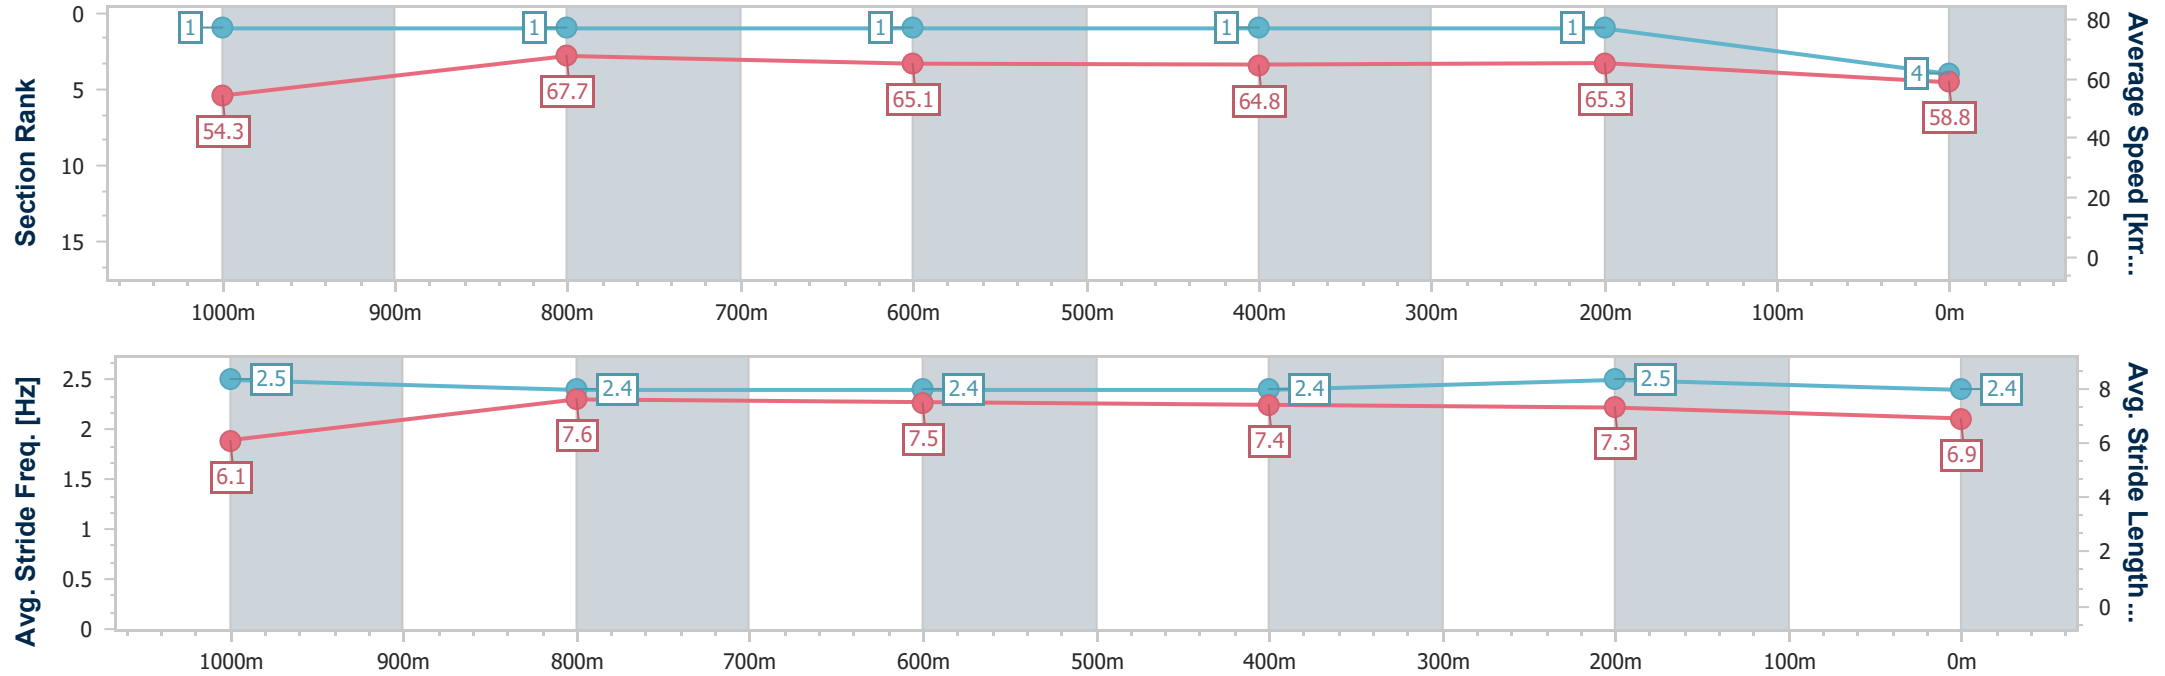 Section Rank
0
5
10
15
1
1
1
1
1
4
54.3
67.7
65.1
64.8
65.3
58.8
80
60
40
20
0
Average Speed [km...
1000m
900m
800m
700m
600m
500m
400m
300m
200m
100m
0m
Avg. Stride Freq. [Hz]
2.5
2
1.5
1
0.5
0
2.5
2.4
2.4
2.4
2.5
2.4
6.1
7.6
7.5
7.4
7.3
6.9
8
6
4
2
0
Avg. Stride Length ...
1000m
900m
800m
700m
600m
500m
400m
300m
200m
100m
0m